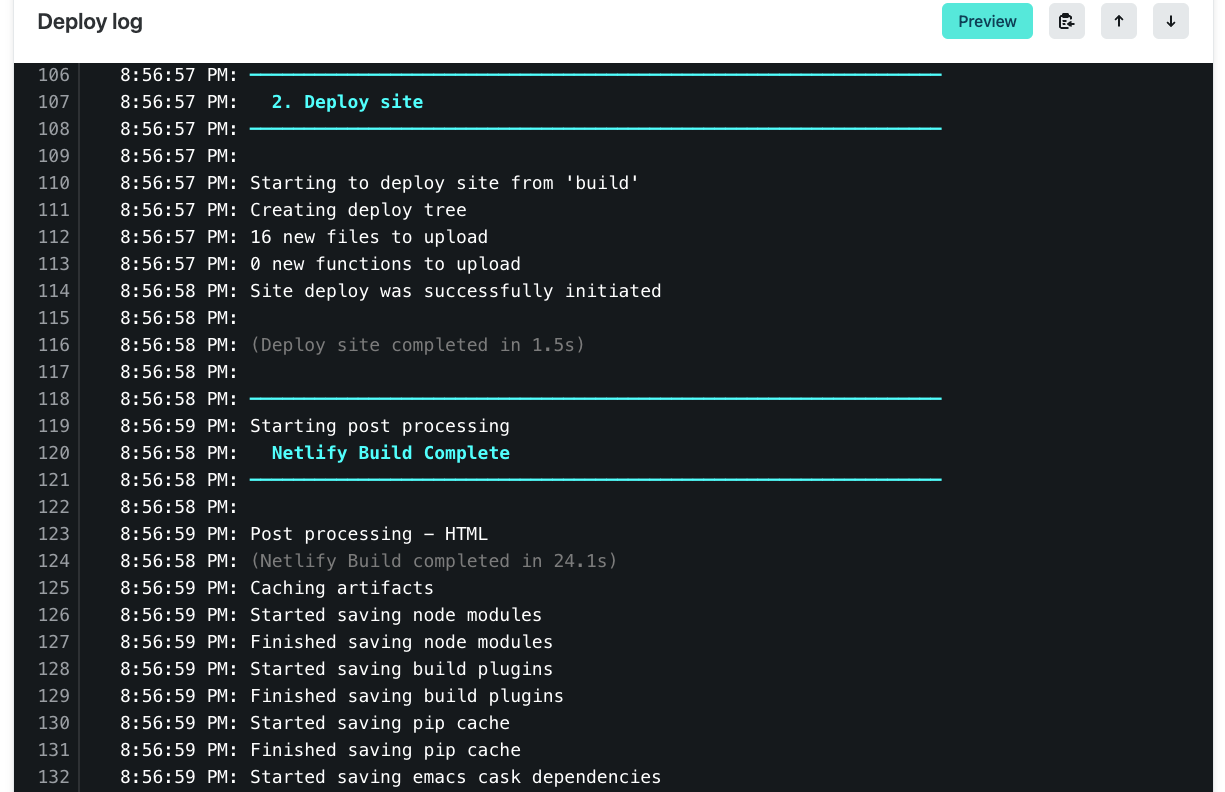 Deploy log
Preview
106 8:56:57 PM: ────────────────────────────────────────────────────────────────
107 8:56:57 PM:   2. Deploy site
108 8:56:57 PM: ────────────────────────────────────────────────────────────────
109 8:56:57 PM:
110 8:56:57 PM: Starting to deploy site from 'build'
111 8:56:57 PM: Creating deploy tree
112 8:56:57 PM: 16 new files to upload
113 8:56:57 PM: 0 new functions to upload
114 8:56:58 PM: Site deploy was successfully initiated
115 8:56:58 PM:
116 8:56:58 PM: (Deploy site completed in 1.5s)
117 8:56:58 PM:
118 8:56:58 PM: ────────────────────────────────────────────────────────────────
119 8:56:59 PM: Starting post processing
120 8:56:58 PM:   Netlify Build Complete
121 8:56:58 PM: ────────────────────────────────────────────────────────────────
122 8:56:58 PM:
123 8:56:59 PM: Post processing - HTML
124 8:56:58 PM: (Netlify Build completed in 24.1s)
125 8:56:59 PM: Caching artifacts
126 8:56:59 PM: Started saving node modules
127 8:56:59 PM: Finished saving node modules
128 8:56:59 PM: Started saving build plugins
129 8:56:59 PM: Finished saving build plugins
130 8:56:59 PM: Started saving pip cache
131 8:56:59 PM: Finished saving pip cache
132 8:56:59 PM: Started saving emacs cask dependencies